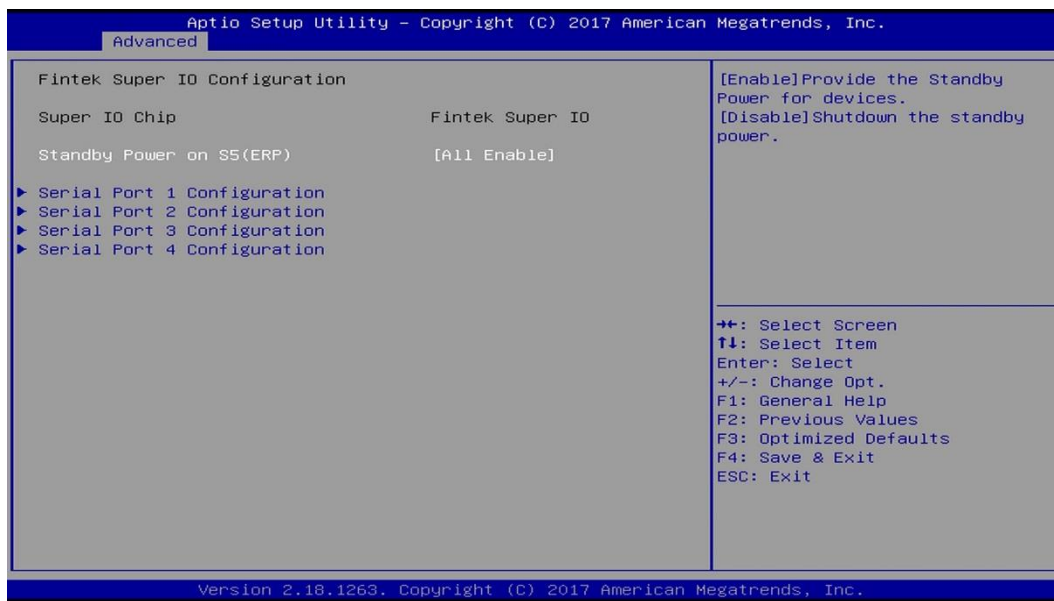 Aptio Setup Utility – Copyright (C) 2017 American Megatrends, Inc.
Advanced
Fintek Super IO Configuration
Super IO Chip Fintek Super IO
Standby Power on S5(ERP) [All Enable]
► Serial Port 1 Configuration
► Serial Port 2 Configuration
► Serial Port 3 Configuration
► Serial Port 4 Configuration
[Enable]Provide the Standby
Power for devices.
[Disable]Shutdown the standby
power.
→←: Select Screen
↑↓: Select Item
Enter: Select
+/-: Change Opt.
F1: General Help
F2: Previous Values
F3: Optimized Defaults
F4: Save & Exit
ESC: Exit
Version 2.18.1263. Copyright (C) 2017 American Megatrends, Inc.